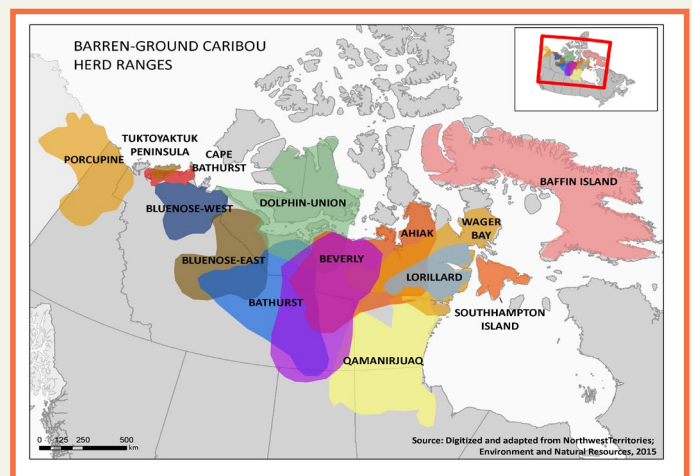 BARREN-GROUND CARIBOU
HERD RANGES
TUKTOYAKTUK
PENINSULA
CAPE
BATHURST
PORCUPINE
BLUENOSE-WEST
DOLPHIN-UNION
BAFFIN ISLAND
AHIAK
WAGER
BAY
BLUENOSE-EAST
BEVERLY
LORILLARD
BATHURST
SOUTHHAMPTON
ISLAND
QAMANIRJUAQ
0 125 250 500
km
Source: Digitized and adapted from NorthwestTerritories;
Environment and Natural Resources, 2015